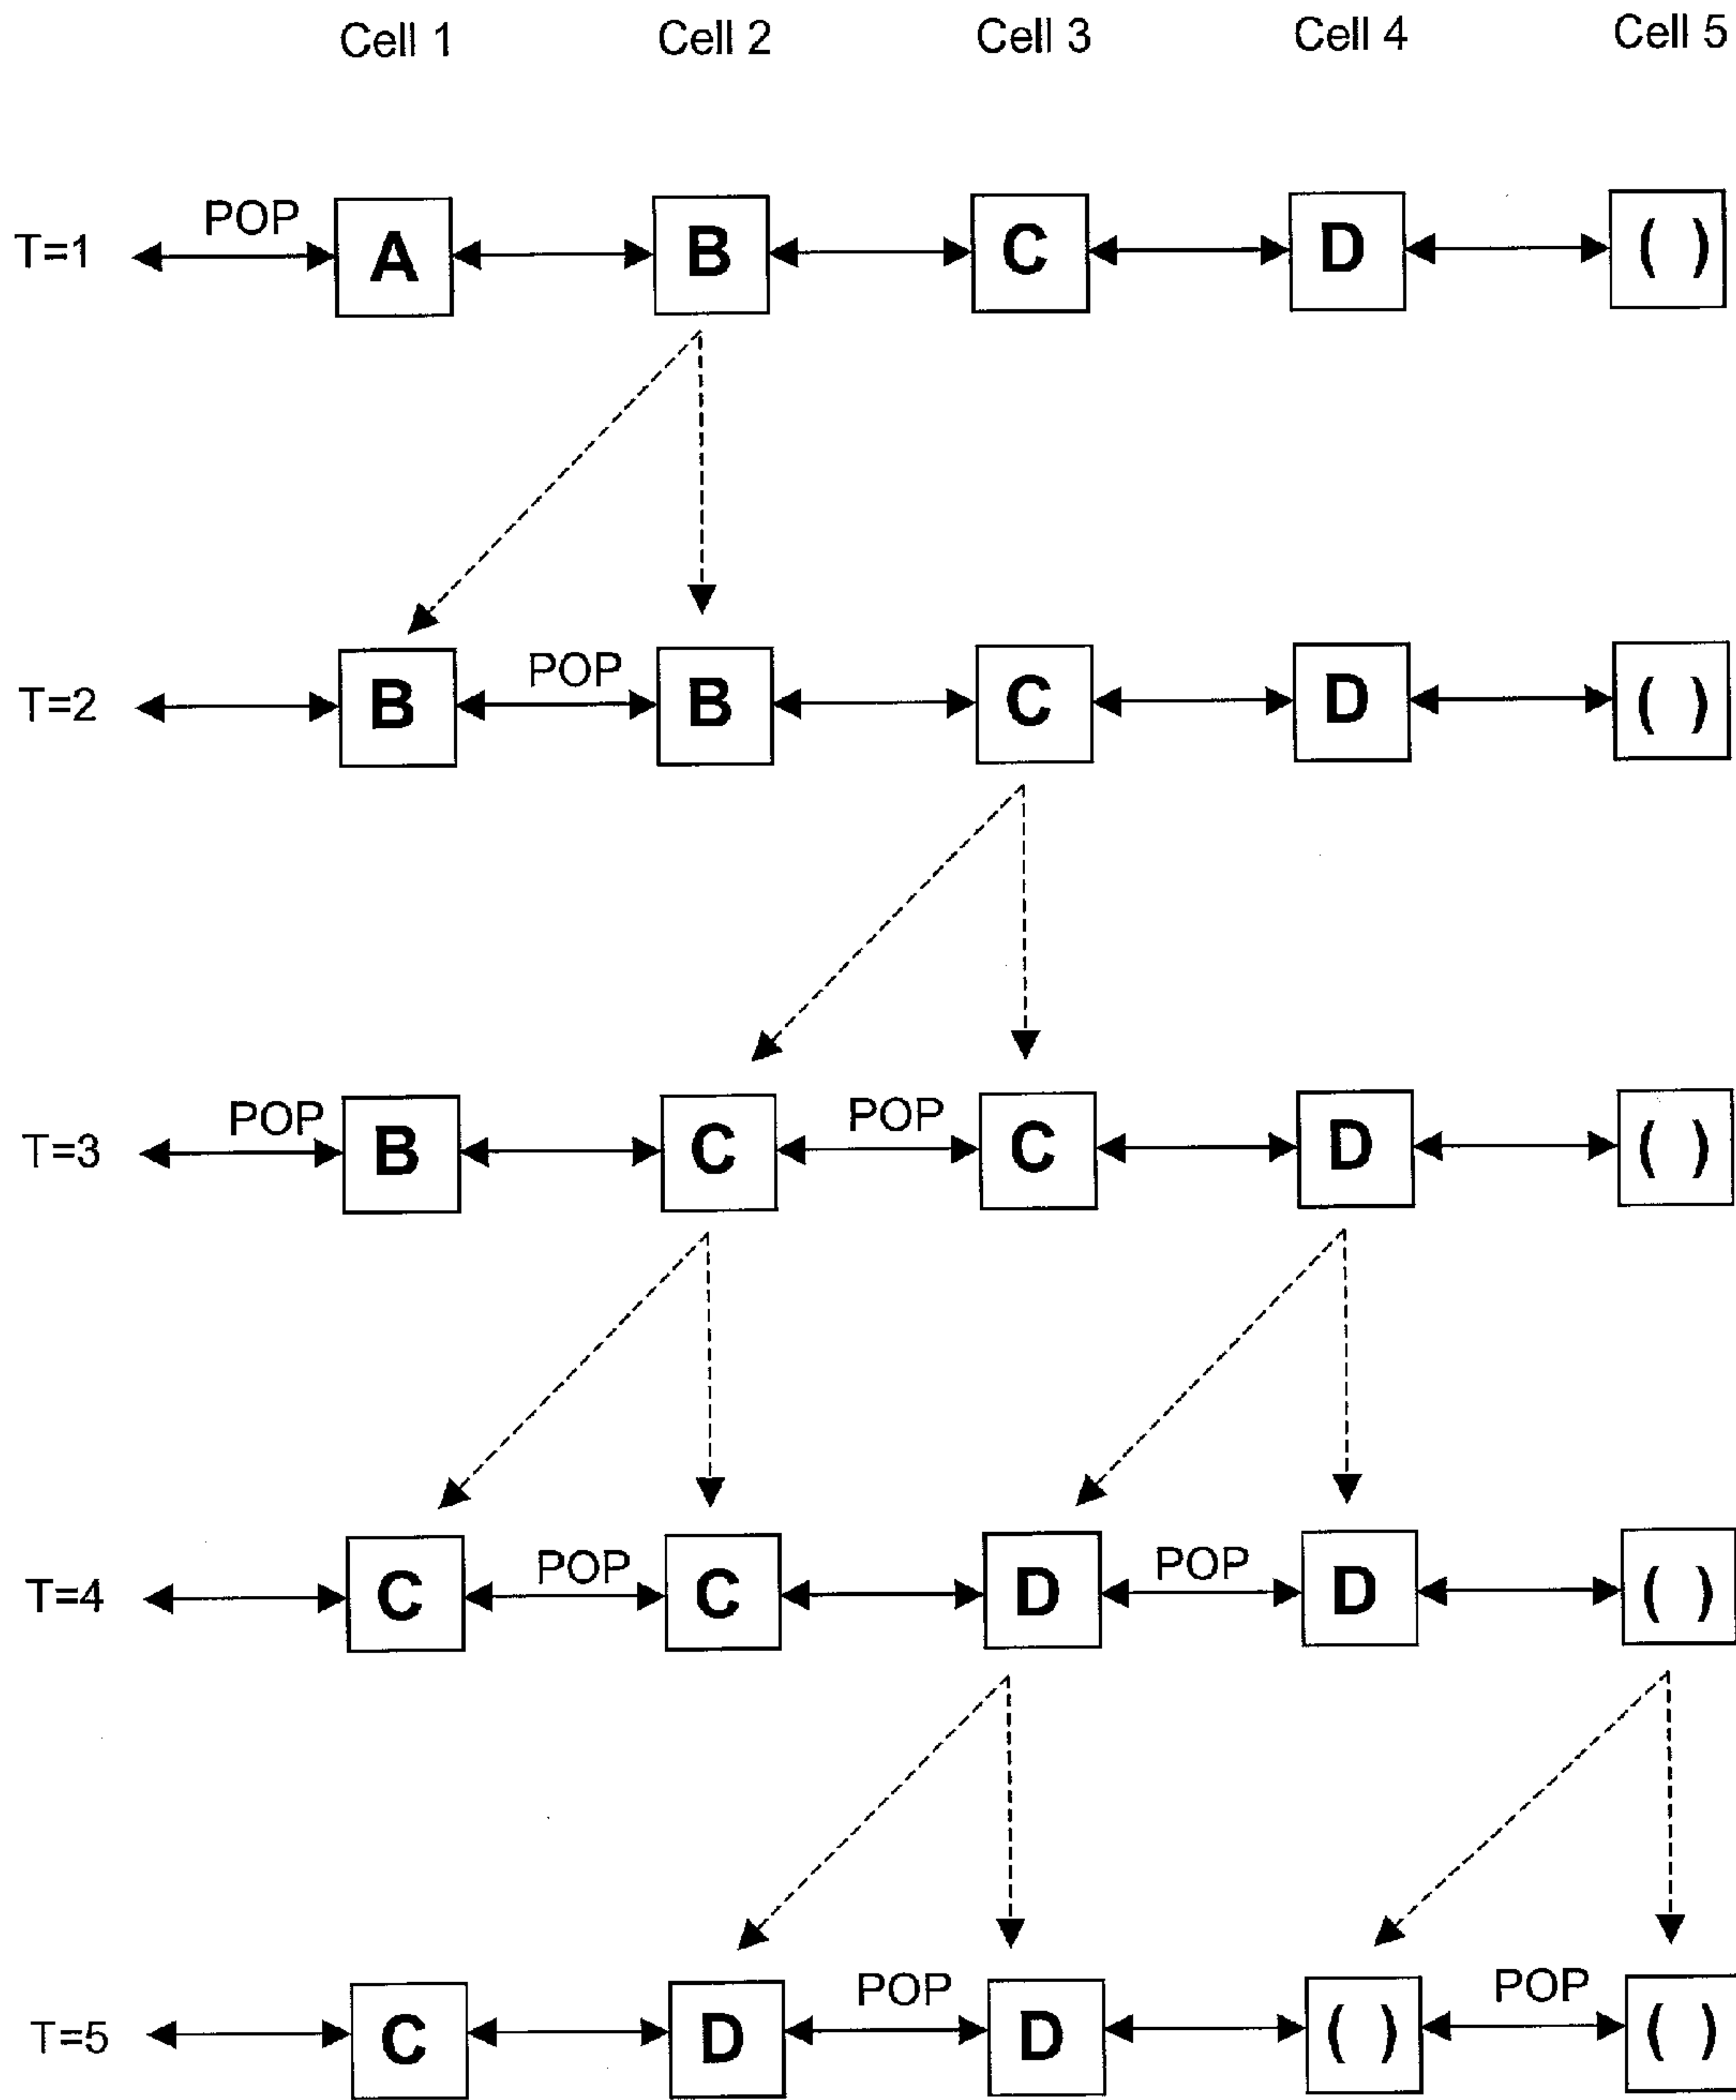 Cell 1 Cell 2 Cell 3 Cell 4 Cell 5
T=1 POP A B C D ( )
T=2 B POP B C D ( )
T=3 POP B C POP C D ( )
T=4 C POP C D POP D ( )
T=5 C D POP D ( ) POP ( )